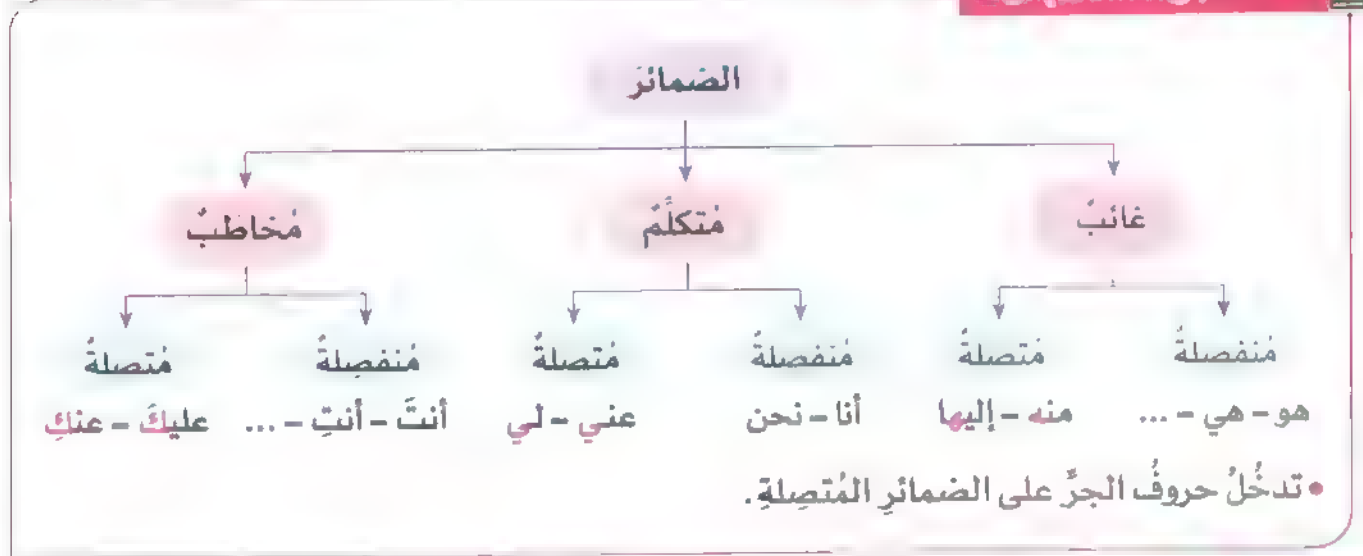 الضمائرُ
غائبٌ مُتكلِّمٌ مُخاطَبٌ
مُنفصلةٌ مُتصلةٌ مُنفصلةٌ مُتصلةٌ مُنفصِلةٌ مُتصلةٌ
هو - هي - ... منه - إليها أنا - نحن عني - لي أنتَ - أنتِ - ... عليكَ - عنكِ
• تدخُلُ حروفُ الجرِّ على الضمائرِ المُتصِلةِ.